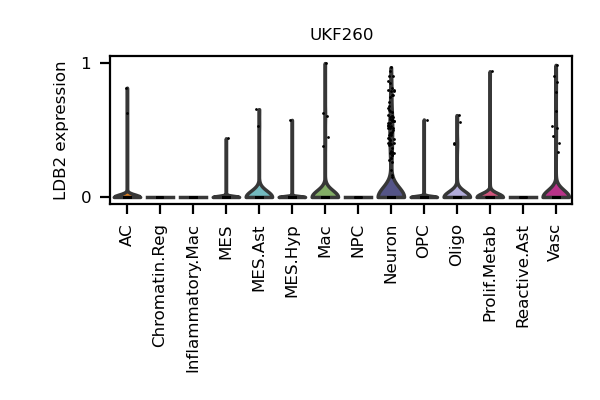 UKF260
LDB2 expression
1
0
AC
Chromatin.Reg
Inflammatory.Mac
MES
MES.Ast
MES.Hyp
Mac
NPC
Neuron
OPC
Oligo
Prolif.Metab
Reactive.Ast
Vasc